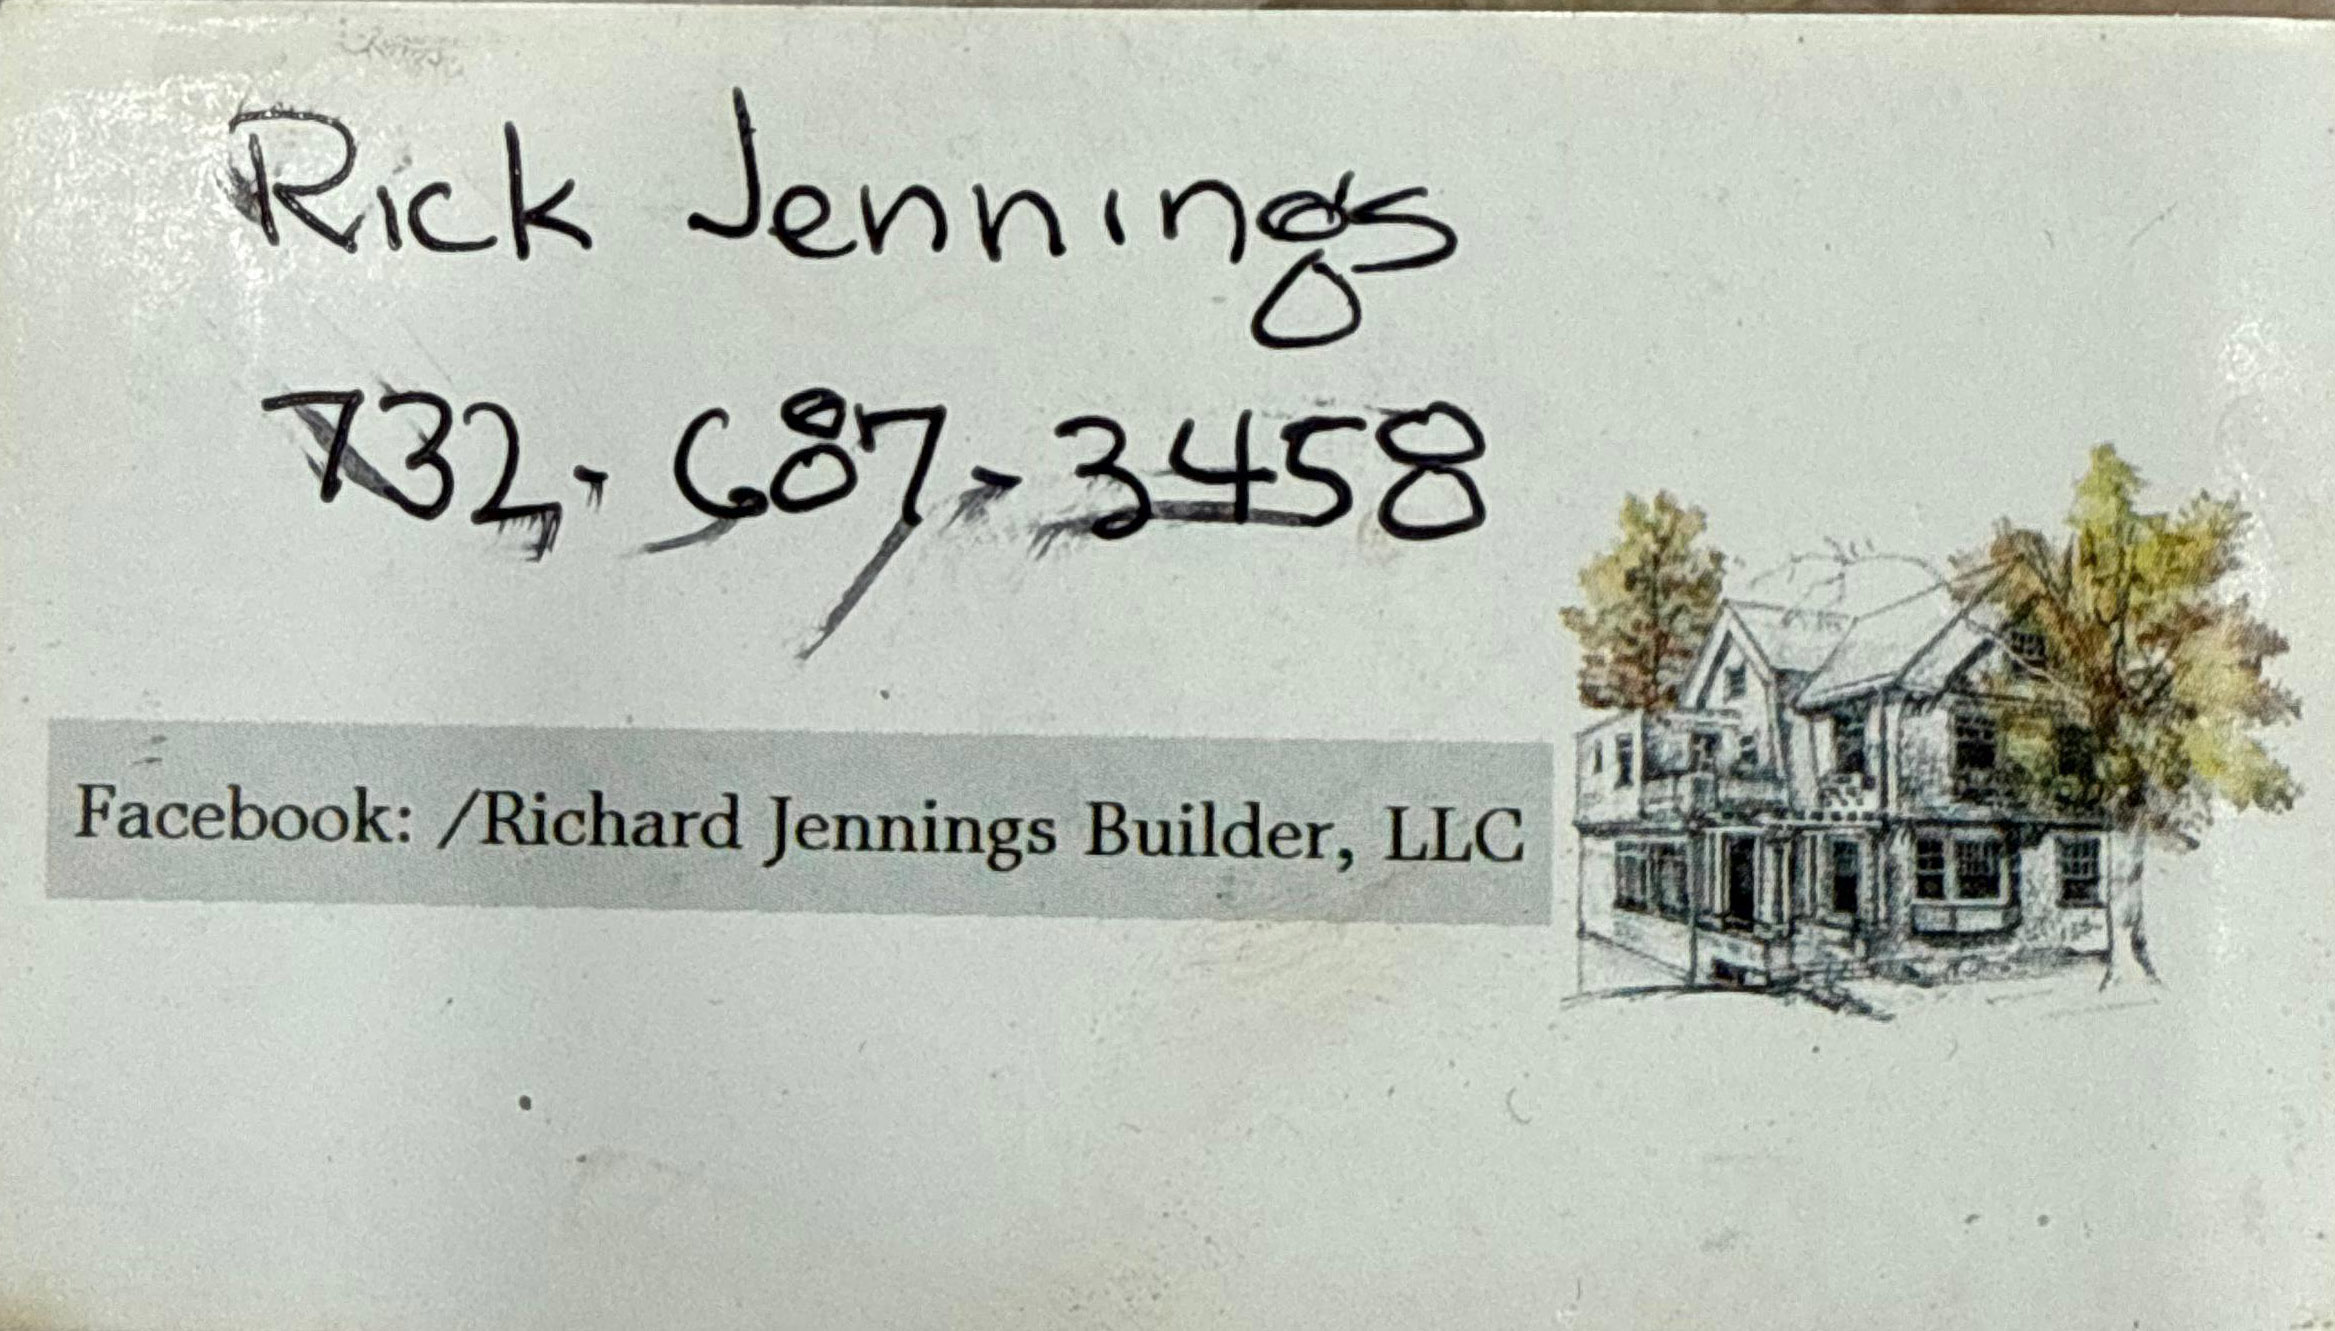 Rick Jennings
732-687-3458
Facebook: /Richard Jennings Builder, LLC